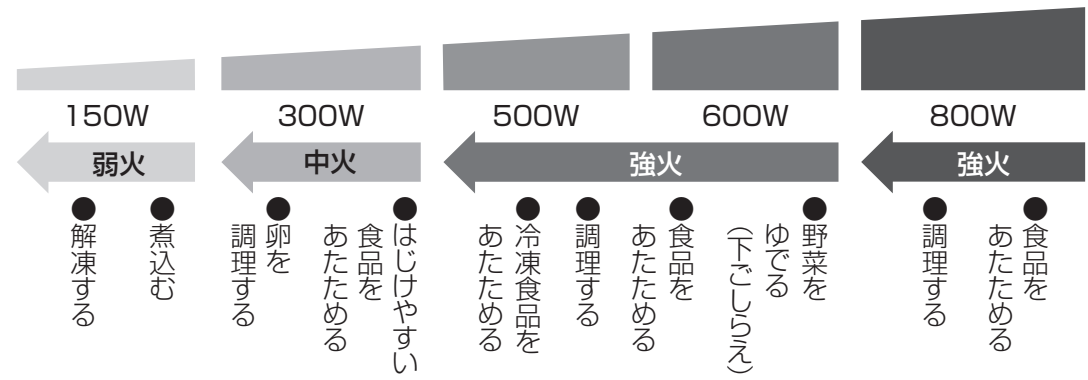 150W
300W
500W
600W
800W
弱火
中火
強火
強火
●食品を
あたためる
●調理する
●野菜を
ゆでる
(下ごしらえ)
●食品を
あたためる
●調理する
●冷凍食品を
あたためる
●はじけやすい
食品を
あたためる
●卵を
調理する
●煮込む
●解凍する